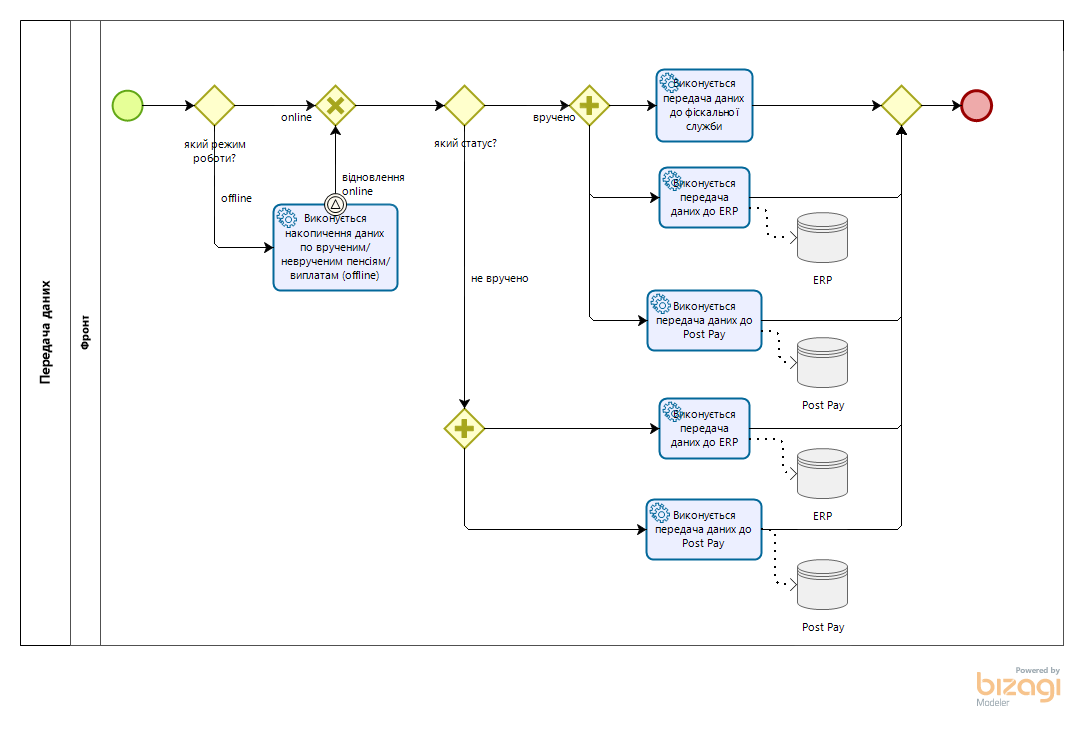 Передача даних
Фронт
який режим
роботи?
online
offline
відновлення
online
Виконується
накопичення даних
по врученим/
неврученим пенсіям/
виплатам (offline)
який статус?
вручено
не вручено
Виконується
передача даних
до фіскальної
служби
Виконується
передача
даних до ERP
ERP
Виконується
передача даних до
Post Pay
Post Pay
Виконується
передача
даних до ERP
ERP
Виконується
передача даних до
Post Pay
Post Pay
Powered by
bizagi
Modeler